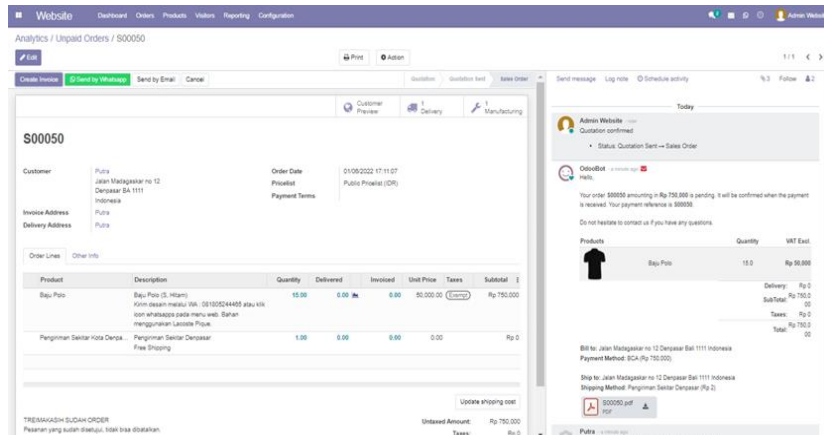 Website Dashboard Orders Products Visitors Reporting Configuration Admin Websit
Analytics / Unpaid Orders / S00050
Edit Print Action 1 / 1
Create Invoice Send by Whatsapp Send by Email Cancel Quotation Quotation Sent Sales Order
Customer Preview
1 Delivery
1 Manufacturing
S00050
Customer Putra
Jalan Madagaskar no 12
Denpasar BA 1111
Indonesia
Invoice Address Putra
Delivery Address Putra
Order Date 01/06/2022 17:11:07
Pricelist Public Pricelist (IDR)
Payment Terms
Order Lines Other Info
Product Description Quantity Delivered Invoiced Unit Price Taxes Subtotal
Baju Polo Baju Polo (S, Hitam) 15.00 0.00 0.00 50,000.00 Exempt Rp 750,000
Kirim desain melalui WA : 081805244465 atau klik
icon whatsapps pada menu web. Bahan
menggunakan Lacoste Pique.
Pengiriman Sekitar Kota Denpa... Pengiriman Sekitar Denpasar 1.00 0.00 0.00 0.00 Rp 0
Free Shipping
Update shipping cost
TREIMAKASIH SUDAH ORDER
Pesanan yang sudah disetujui, tidak bisa dibatalkan.
Untaxed Amount: Rp 750,000
Taxes: Rp 0
Send message Log note Schedule activity 3 Follow 2
Today
Admin Website - now
Quotation confirmed
• Status: Quotation Sent → Sales Order
OdooBot - a minute ago
Hello,
Your order S00050 amounting in Rp 750,000 is pending. It will be confirmed when the payment
is received. Your payment reference is S00050.
Do not hesitate to contact us if you have any questions.
Products Quantity VAT Excl.
Baju Polo 15.0 Rp 50,000
Delivery: Rp 0
SubTotal: Rp 750,0
00
Taxes: Rp 0
Total: Rp 750,0
00
Bill to: Jalan Madagaskar no 12 Denpasar Bali 1111 Indonesia
Payment Method: BCA (Rp 750,000)
Ship to: Jalan Madagaskar no 12 Denpasar Bali 1111 Indonesia
Shipping Method: Pengiriman Sekitar Denpasar (Rp 2)
S00050.pdf
PDF
Putra - a minute ago